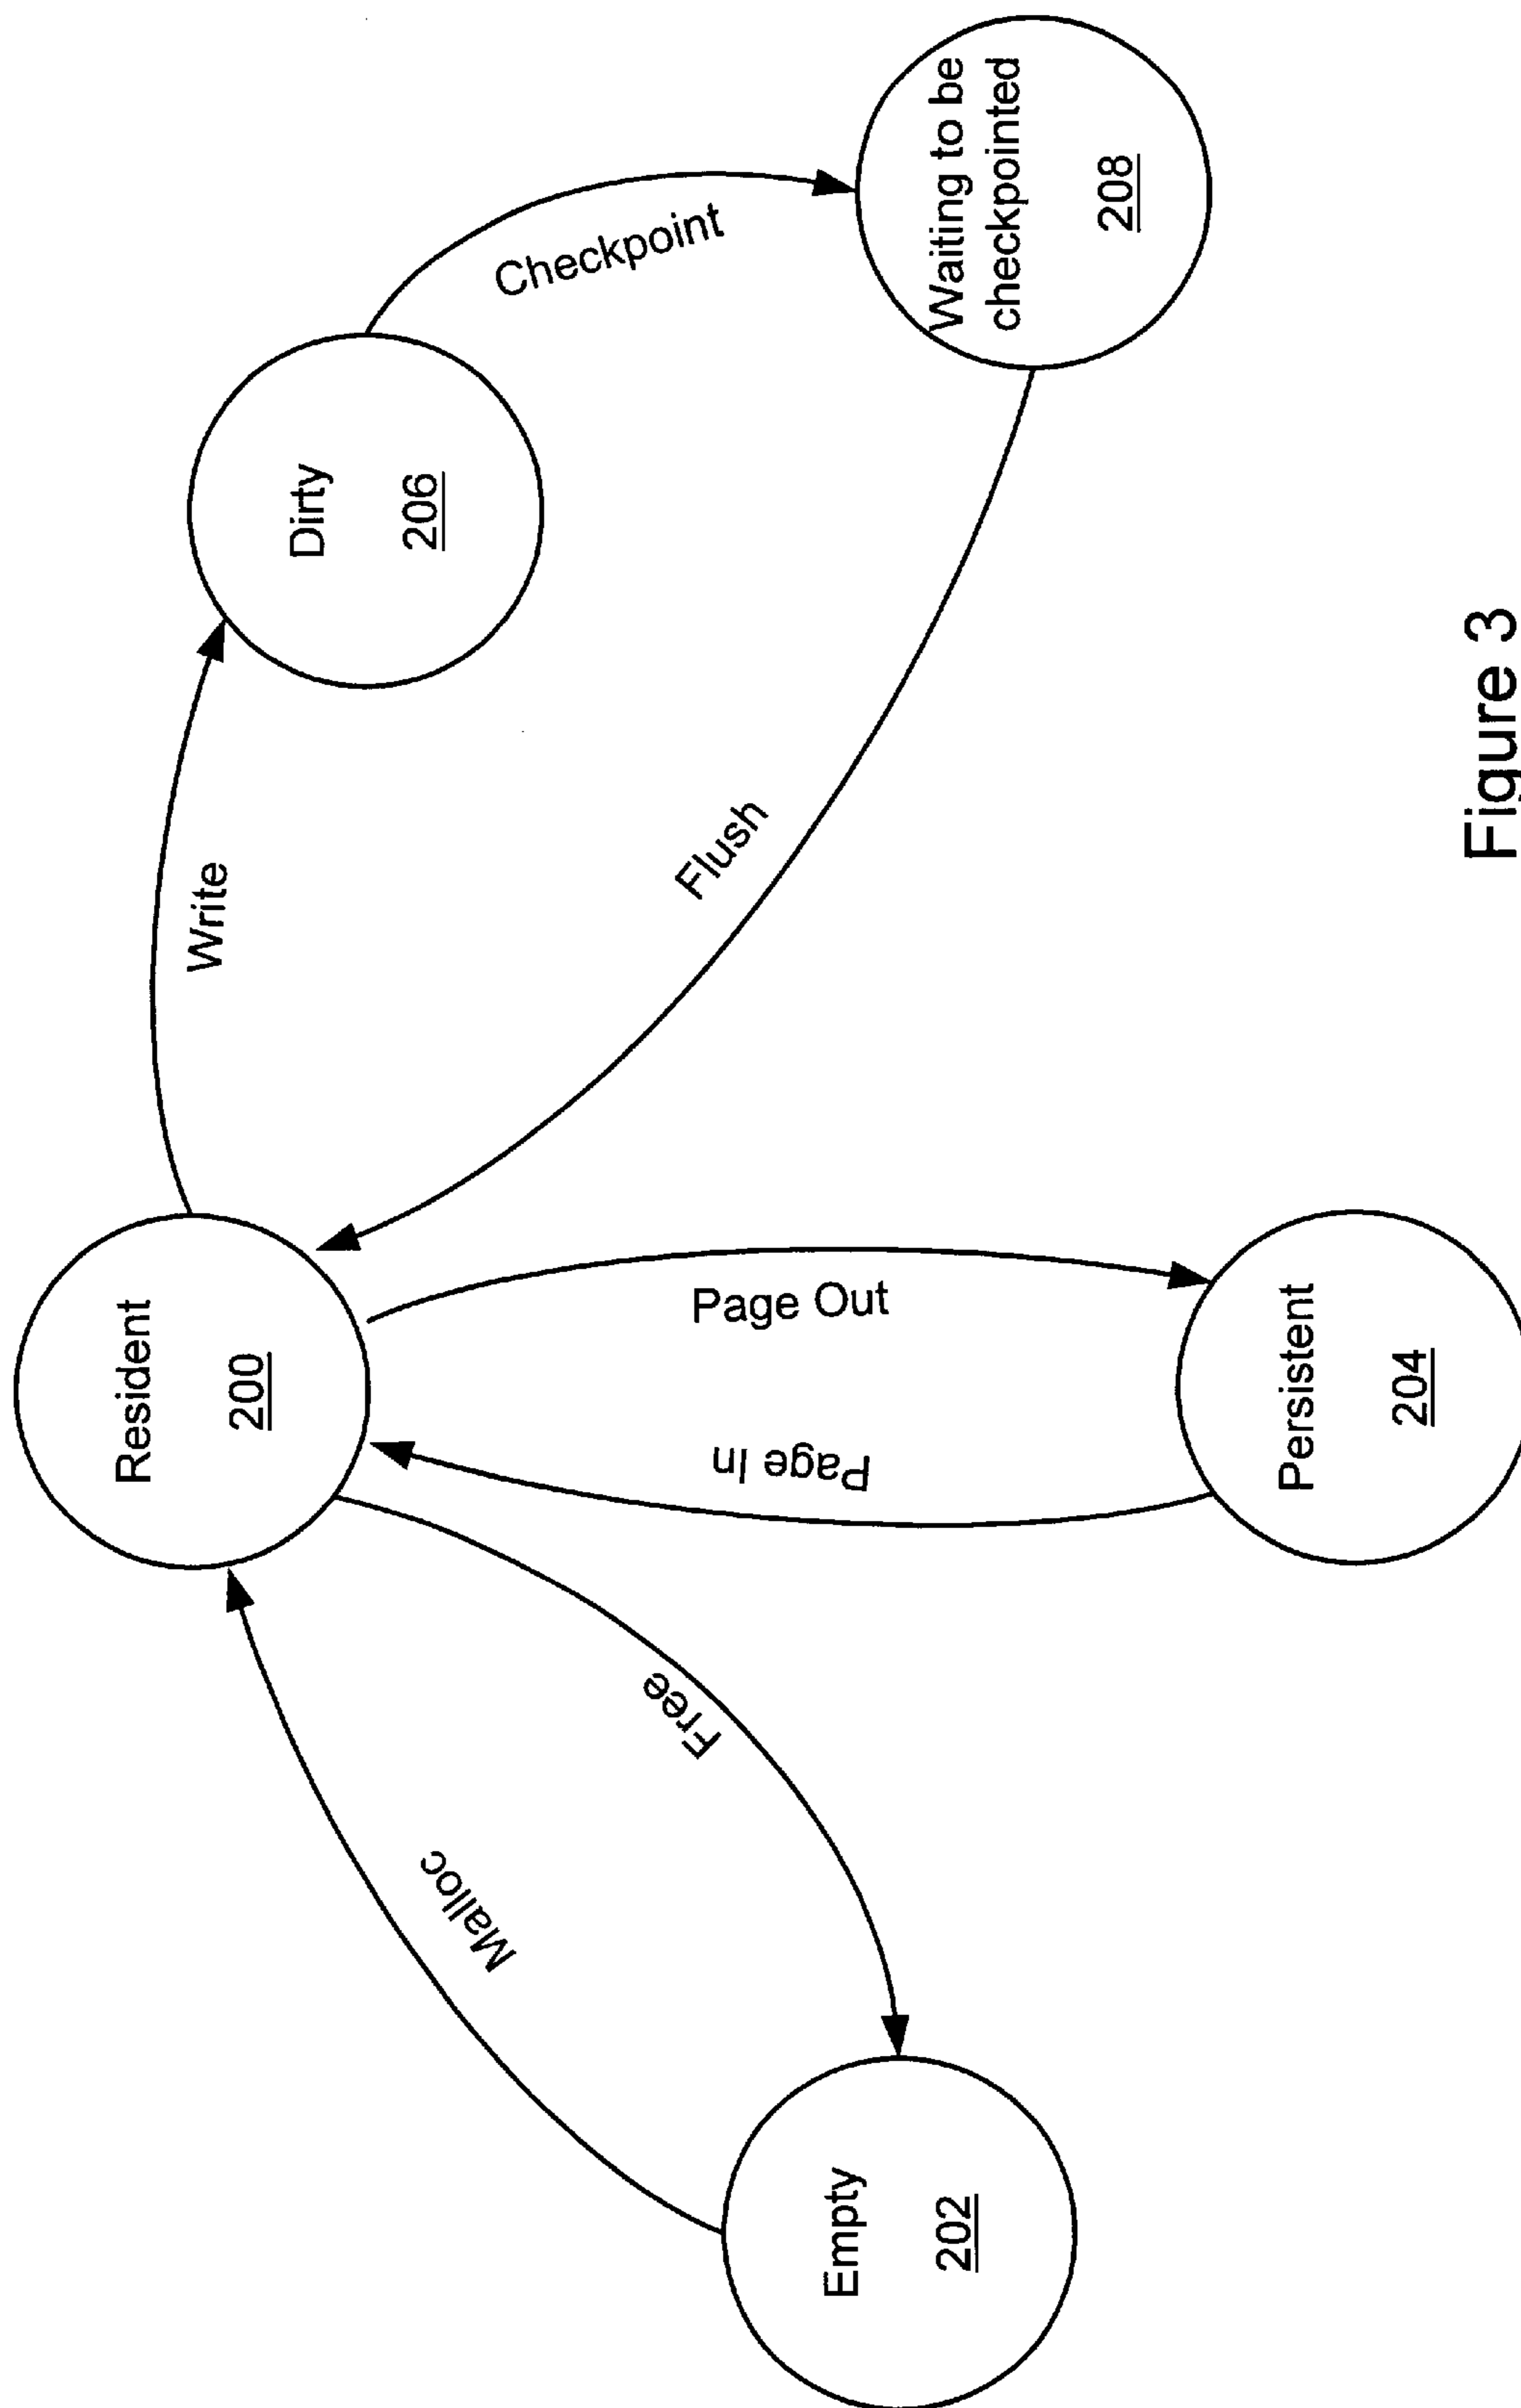 Resident
200
Write
Dirty
206
Checkpoint
Waiting to be
checkpointed
208
Flush
Page Out
Page In
Persistent
204
Free
Malloc
Empty
202
Figure 3